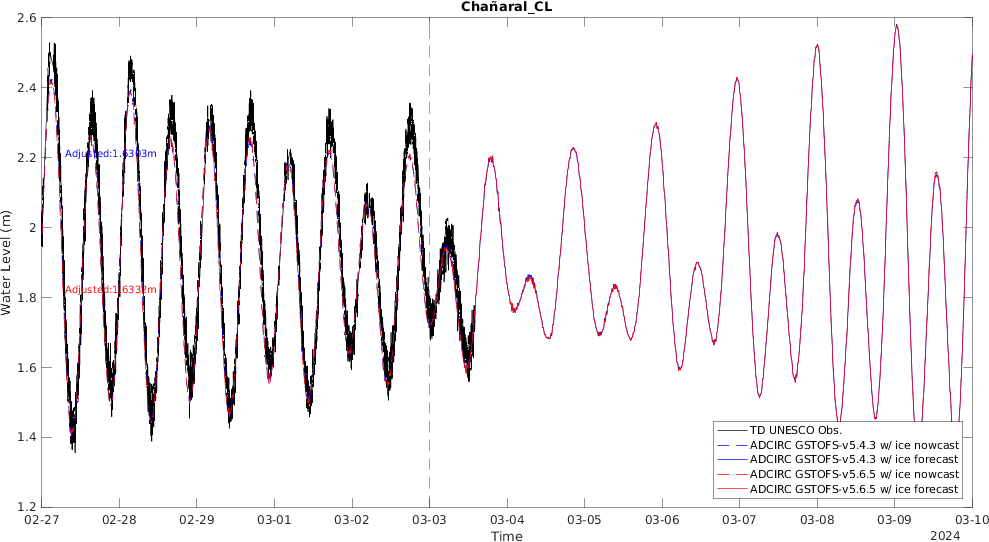 Chañaral_CL
2.6
2.4
2.2
2
1.8
1.6
1.4
1.2
Water Level (m)
Adjusted:1.6303m
Adjusted:1.6332m
TD UNESCO Obs.
ADCIRC GSTOFS-v5.4.3 w/ ice nowcast
ADCIRC GSTOFS-v5.4.3 w/ ice forecast
ADCIRC GSTOFS-v5.6.5 w/ ice nowcast
ADCIRC GSTOFS-v5.6.5 w/ ice forecast
02-27 02-28 02-29 03-01 03-02 03-03 03-04 03-05 03-06 03-07 03-08 03-09 03-10
Time
2024